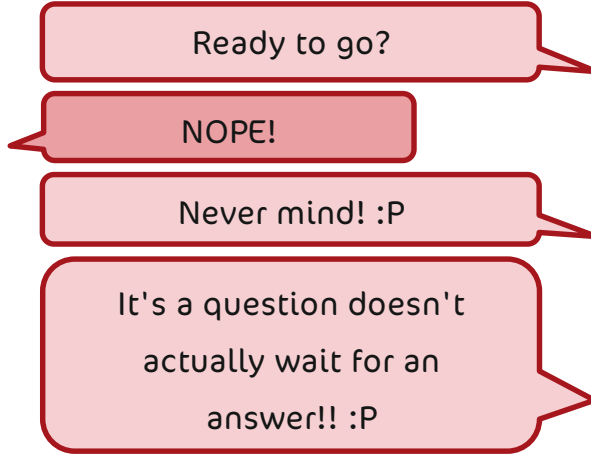 Ready to go?
NOPE!
Never mind! :P
It's a question doesn't
actually wait for an
answer!! :P